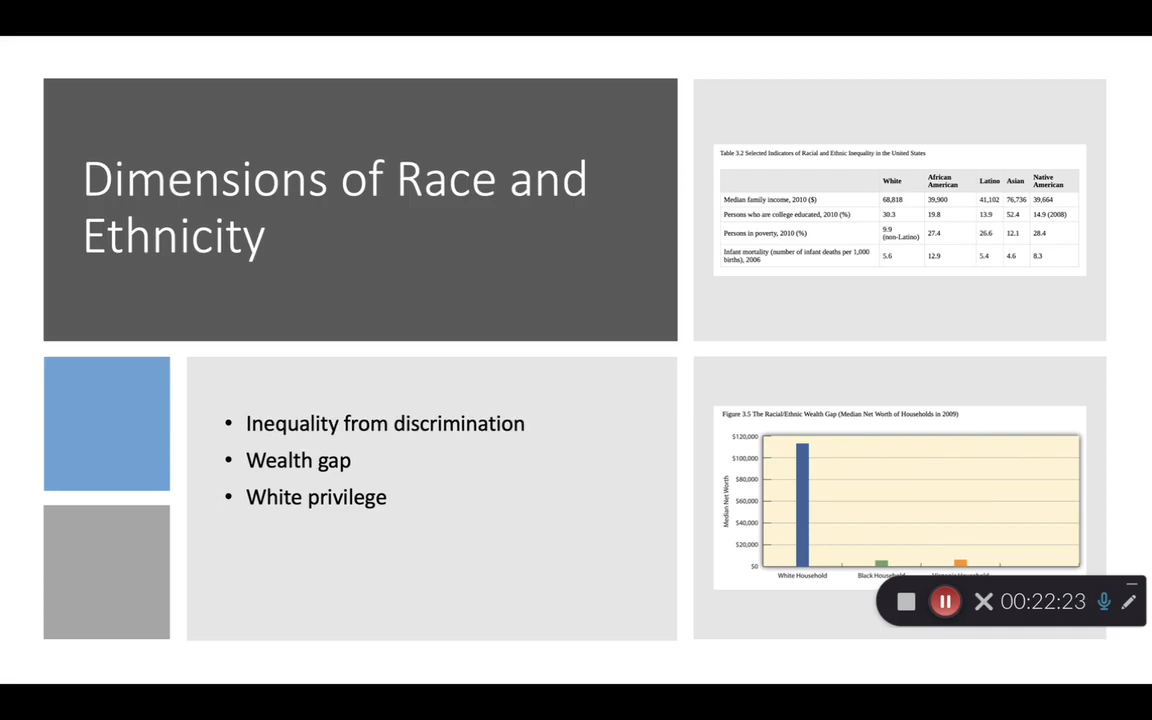 Dimensions of Race and
Ethnicity
Table 3.2 Selected Indicators of Racial and Ethnic Inequality in the United States
White African American Latino Asian Native American
Median family income, 2010 ($) 68,818 39,900 41,102 76,736 39,664
Persons who are college educated, 2010 (%) 30.3 19.8 13.9 52.4 14.9 (2008)
Persons in poverty, 2010 (%) 9.9 (non-Latino) 27.4 26.6 12.1 28.4
Infant mortality (number of infant deaths per 1,000 births), 2006 5.6 12.9 5.4 4.6 8.3
• Inequality from discrimination
• Wealth gap
• White privilege
Figure 3.5 The Racial/Ethnic Wealth Gap (Median Net Worth of Households in 2009)
Median Net Worth
$120,000
$100,000
$80,000
$60,000
$40,000
$20,000
$0
White Household Black Household
00:22:23